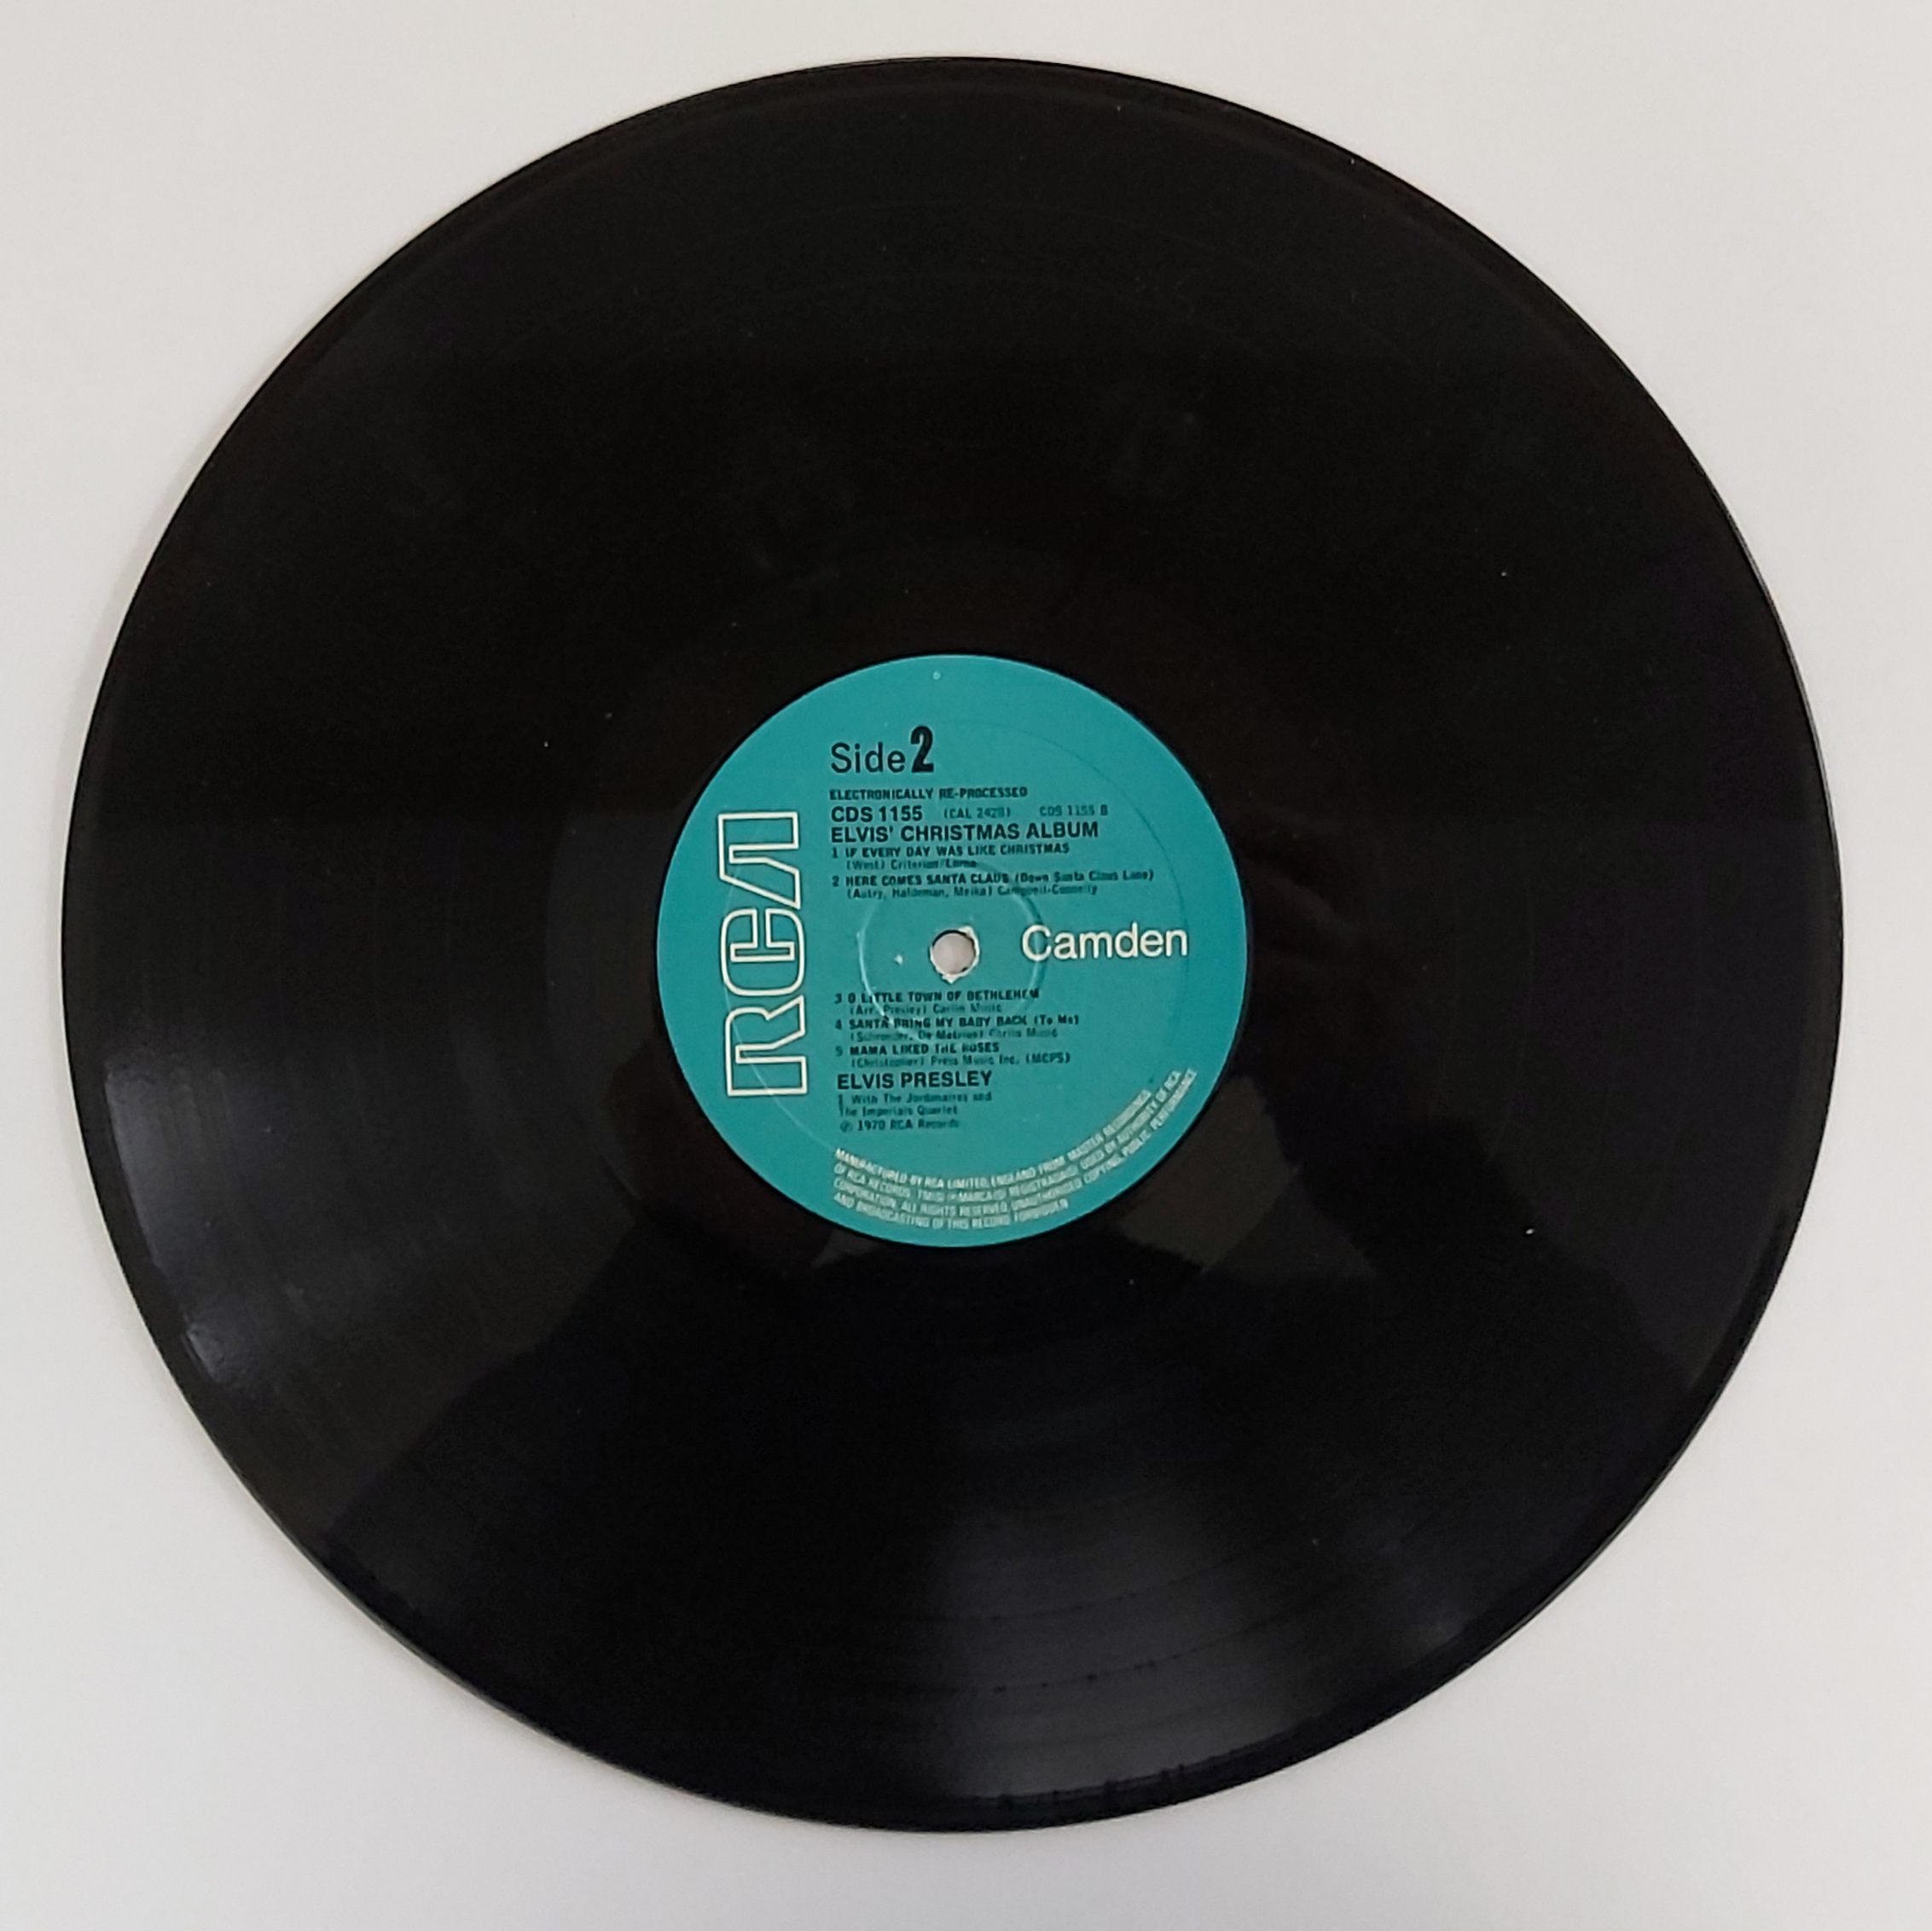 Side 2
ELECTRONICALLY RE-PROCESSED
CDS 1155 (CAL 2428) CDS 1155 B
ELVIS' CHRISTMAS ALBUM
1 IF EVERY DAY WAS LIKE CHRISTMAS
(West) Criterion/Lorna
2 HERE COMES SANTA CLAUS (Down Santa Claus Lane)
(Autry, Haldeman, Melka) Campbell-Connelly
RCA
Camden
3 O LITTLE TOWN OF BETHLEHEM
(Arr. Presley) Carlin Music
4 SANTA BRING MY BABY BACK (To Me)
(Schroeder, De Metrius) Carlin Music
5 MAMA LIKED THE ROSES
(Christopher) Press Music Inc. (MCPS)
ELVIS PRESLEY
1 With The Jordanaires and
The Imperials Quartet
℗ 1970 RCA Records
MANUFACTURED BY RCA LIMITED, ENGLAND FROM MASTER RECORDINGS
OF RCA RECORDS. TM(S) ® MARCA(S) REGISTRADA(S) USED BY AUTHORITY OF RCA
CORPORATION. ALL RIGHTS RESERVED. UNAUTHORISED COPYING, PUBLIC PERFORMANCE
AND BROADCASTING OF THIS RECORD FORBIDDEN